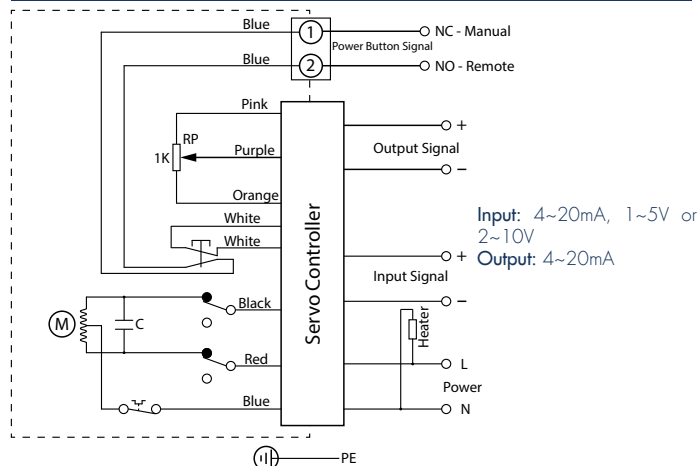 Blue
1
NC - Manual
Power Button Signal
Blue
2
NO - Remote
Pink
+
RP
1K
Purple
Output Signal
−
Orange
White
White
Servo Controller
Input: 4~20mA, 1~5V or
2~10V
+
Output: 4~20mA
Input Signal
Black
−
M
C
Heater
Red
L
Power
Blue
N
PE